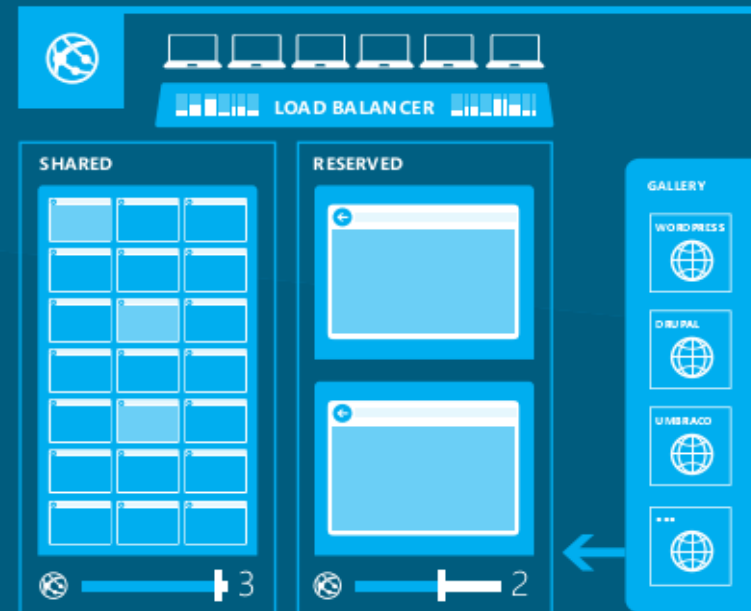 LOAD BALANCER
SHARED
RESERVED
GALLERY
WORDPRESS
DRUPAL
UMBRACO
...
3
2